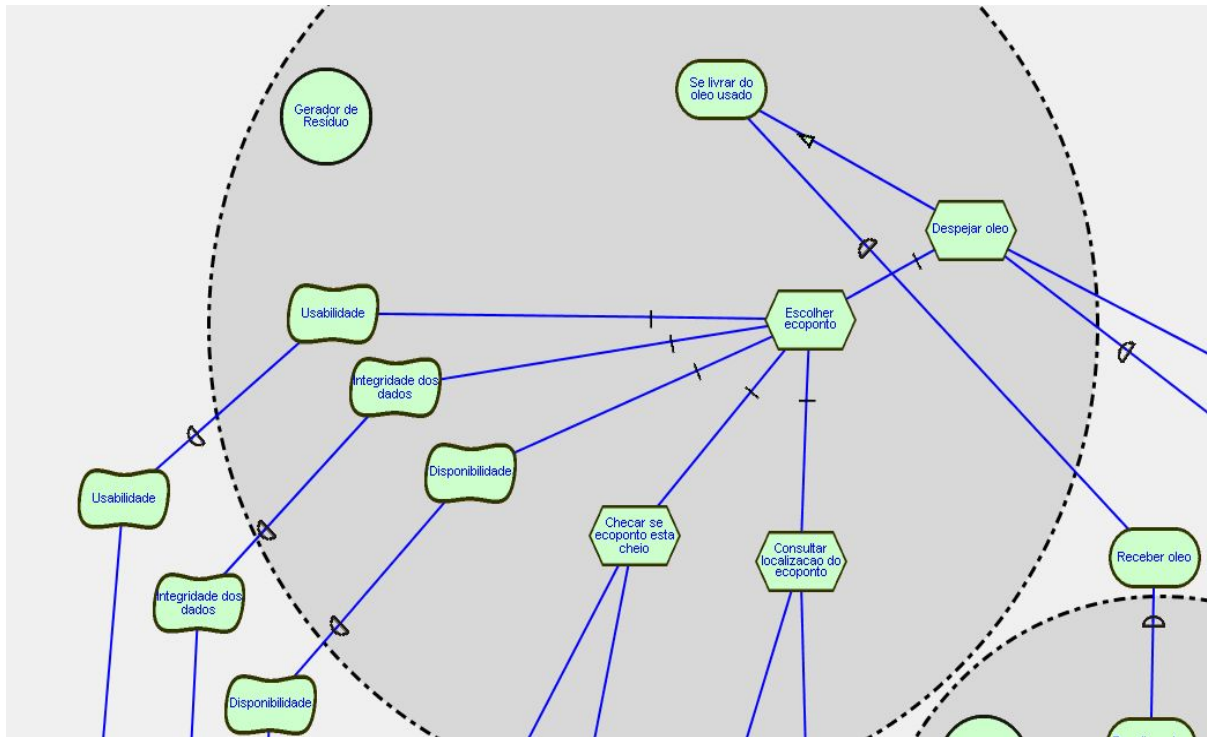 Se livrar do
oleo usado
Gerador de
Resíduo
Despejar oleo
Usabilidade
Escolher
ecoponto
Integridade dos
dados
Disponibilidade
Usabilidade
Checar se
ecoponto esta
cheio
Consultar
localizacao do
ecoponto
Receber oleo
Integridade dos
dados
Disponibilidade